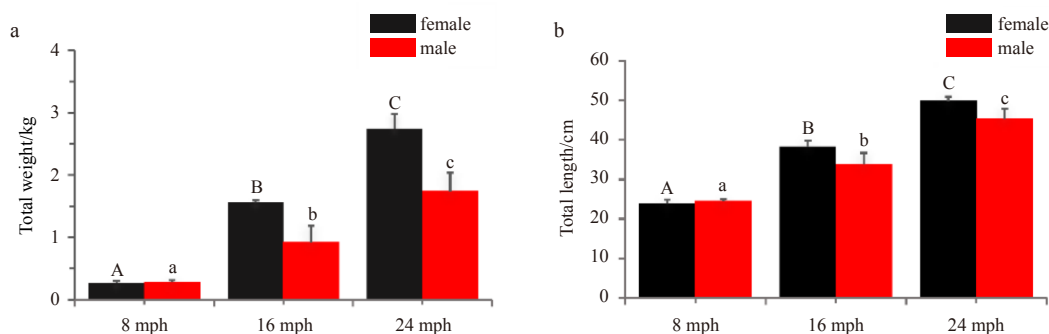 a
female
male
Total weight/kg
4
3
2
1
0
A
a
B
b
C
c
8 mph
16 mph
24 mph
b
female
male
Total length/cm
60
50
40
30
20
10
0
A
a
B
b
C
c
8 mph
16 mph
24 mph